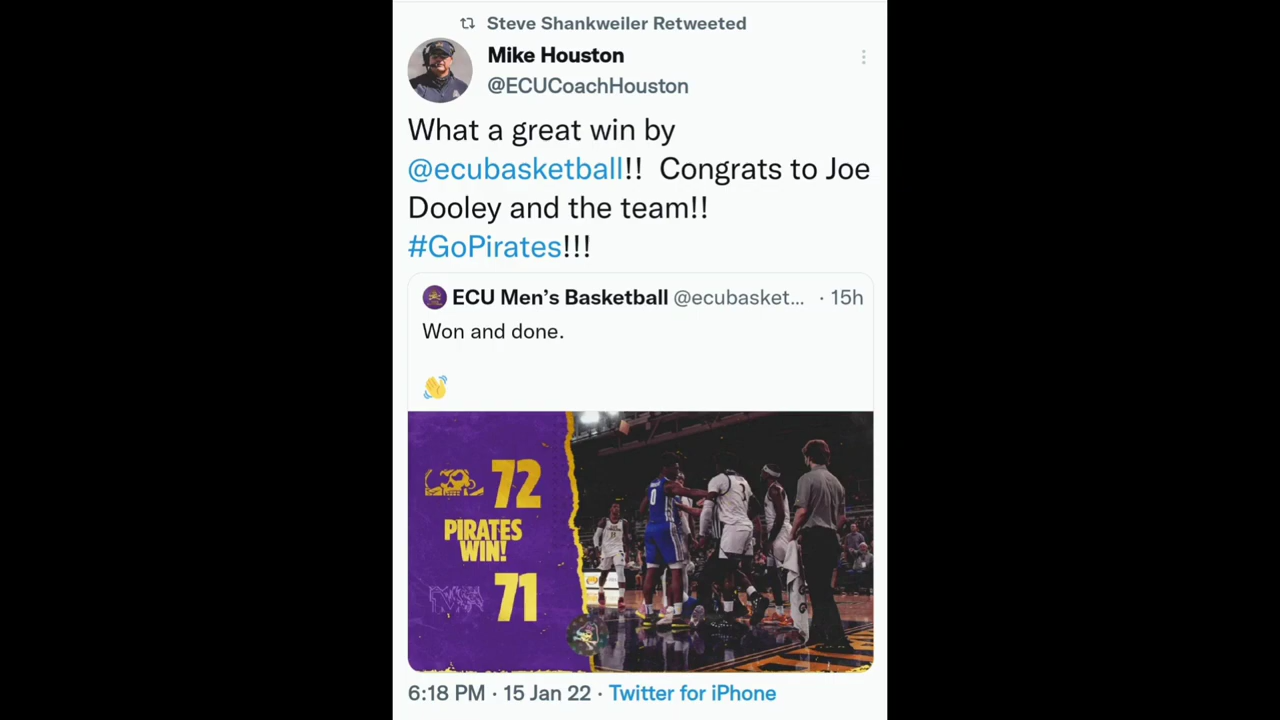 Steve Shankweiler Retweeted
Mike Houston
@ECUCoachHouston
What a great win by
@ecubasketball!! Congrats to Joe
Dooley and the team!!
#GoPirates!!!
ECU Men’s Basketball @ecubasket... · 15h
Won and done.
72
PIRATES
WIN!
71
0
1
6:18 PM · 15 Jan 22 · Twitter for iPhone